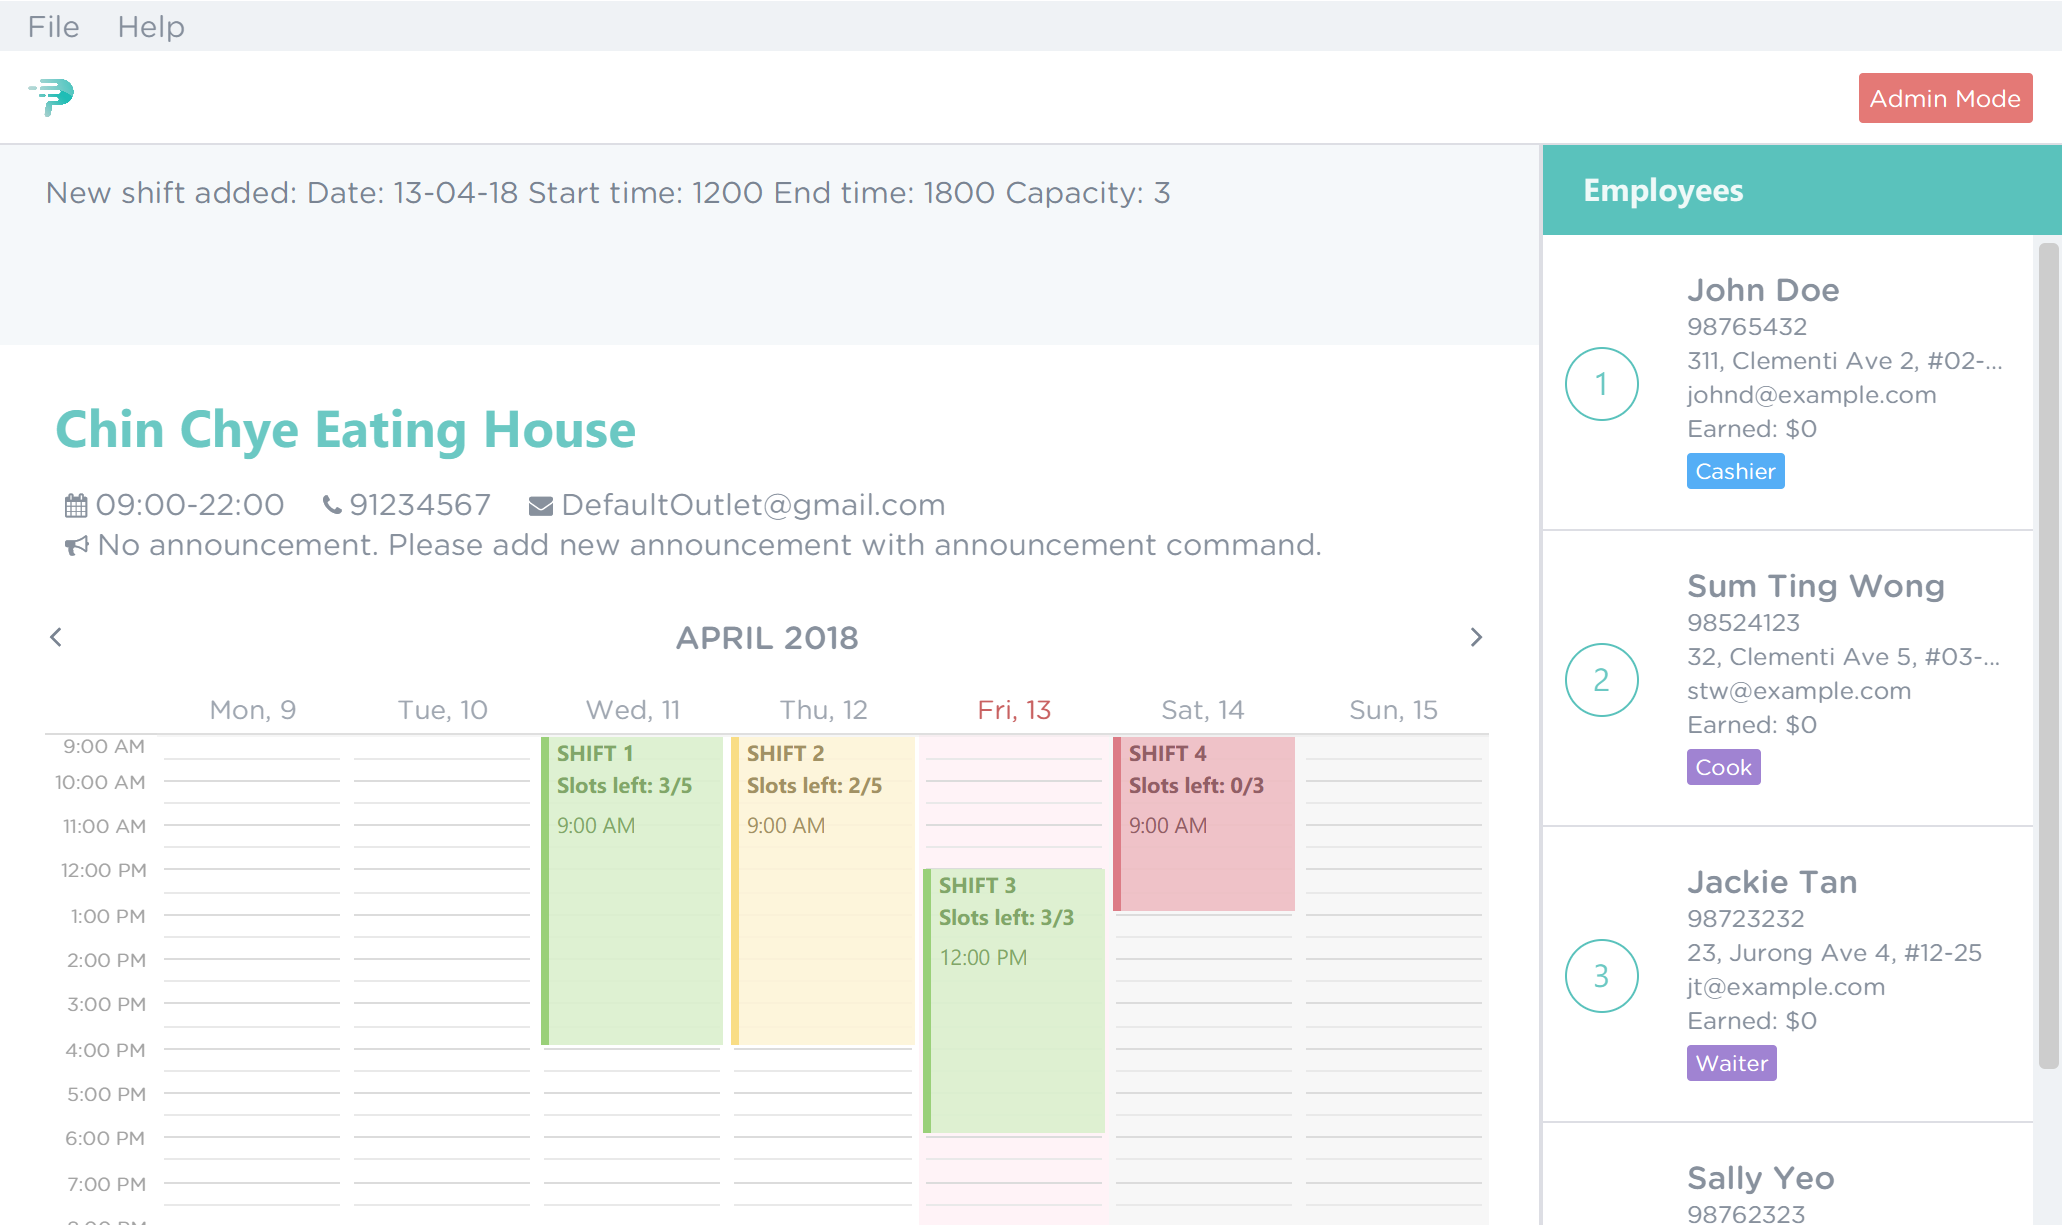 File Help
Admin Mode
New shift added: Date: 13-04-18 Start time: 1200 End time: 1800 Capacity: 3
Chin Chye Eating House
09:00-22:00 91234567 DefaultOutlet@gmail.com
No announcement. Please add new announcement with announcement command.
APRIL 2018
Mon, 9 Tue, 10 Wed, 11 Thu, 12 Fri, 13 Sat, 14 Sun, 15
9:00 AM
10:00 AM
11:00 AM
12:00 PM
1:00 PM
2:00 PM
3:00 PM
4:00 PM
5:00 PM
6:00 PM
7:00 PM
SHIFT 1
Slots left: 3/5
9:00 AM
SHIFT 2
Slots left: 2/5
9:00 AM
SHIFT 3
Slots left: 3/3
12:00 PM
SHIFT 4
Slots left: 0/3
9:00 AM
Employees
1
John Doe
98765432
311, Clementi Ave 2, #02-...
johnd@example.com
Earned: $0
Cashier
2
Sum Ting Wong
98524123
32, Clementi Ave 5, #03-...
stw@example.com
Earned: $0
Cook
3
Jackie Tan
98723232
23, Jurong Ave 4, #12-25
jt@example.com
Earned: $0
Waiter
Sally Yeo
98762323